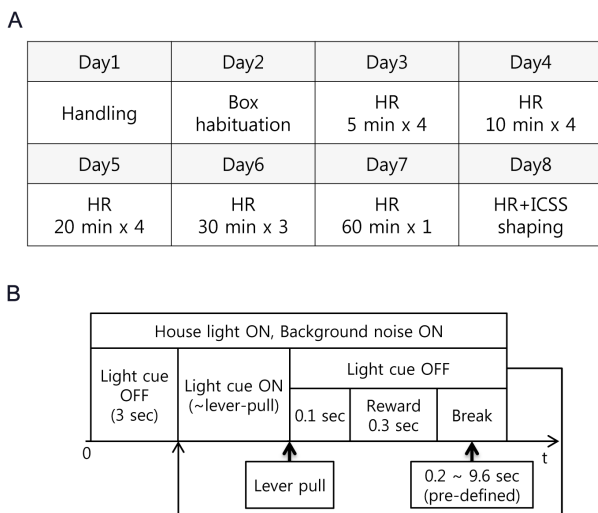 A
Day1 Day2 Day3 Day4
Handling
Box
habituation
HR
5 min x 4
HR
10 min x 4
Day5 Day6 Day7 Day8
HR
20 min x 4
HR
30 min x 3
HR
60 min x 1
HR+ICSS
shaping
B
House light ON, Background noise ON
Light cue
OFF
(3 sec)
Light cue ON
(~lever-pull)
Light cue OFF
0.1 sec
Reward
0.3 sec
Break
0
t
Lever pull
0.2 ~ 9.6 sec
(pre-defined)